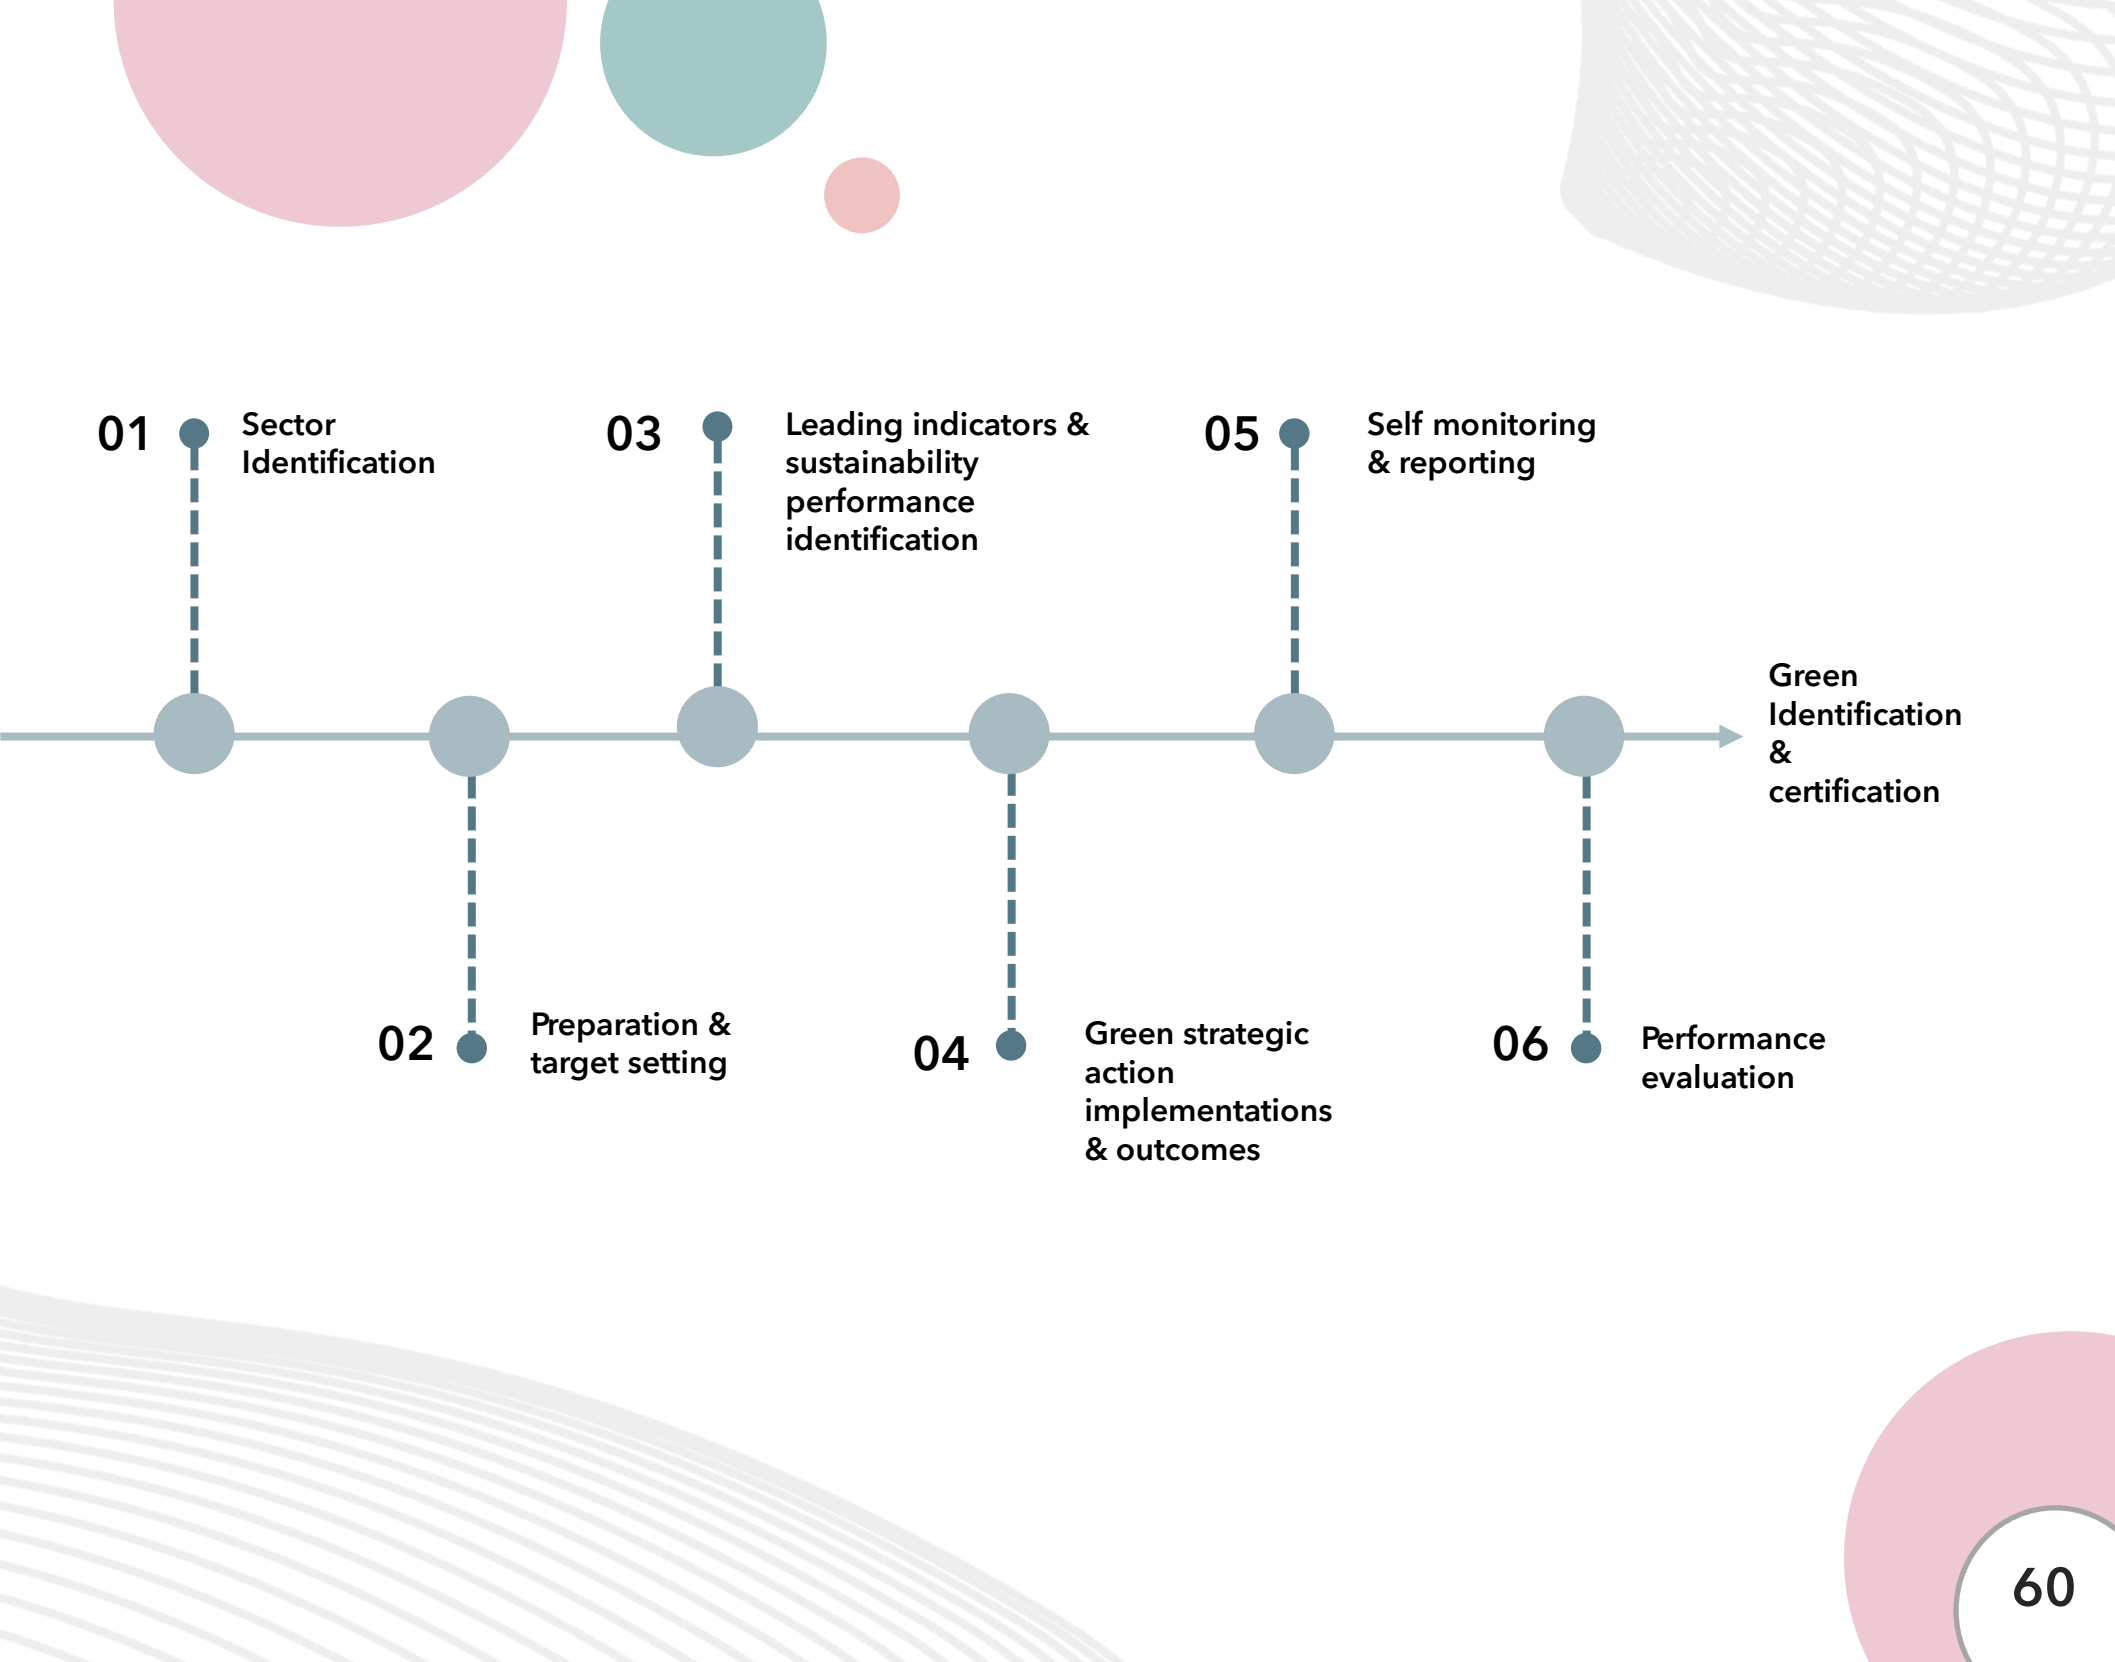 01
Sector
Identification
02
Preparation &
target setting
03
Leading indicators &
sustainability
performance
identification
04
Green strategic
action
implementations
& outcomes
05
Self monitoring
& reporting
06
Performance
evaluation
Green
Identification
&
certification
60